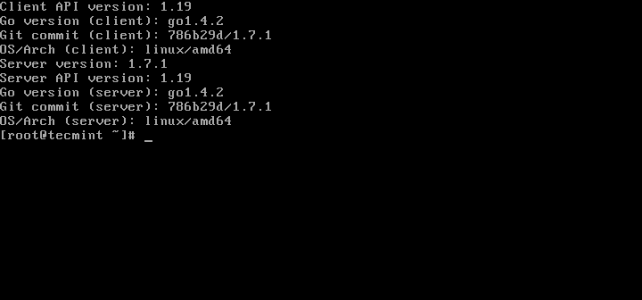 Client API version: 1.19
Go version (client): go1.4.2
Git commit (client): 786b29d/1.7.1
OS/Arch (client): linux/amd64
Server version: 1.7.1
Server API version: 1.19
Go version (server): go1.4.2
Git commit (server): 786b29d/1.7.1
OS/Arch (server): linux/amd64
[root@tecmint ~]# _